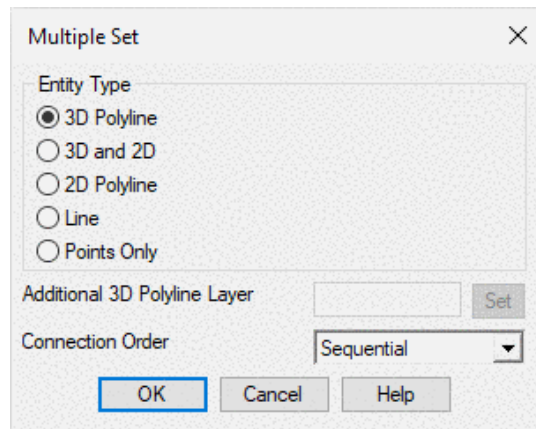 Multiple Set
Entity Type
3D Polyline
3D and 2D
2D Polyline
Line
Points Only
Additional 3D Polyline Layer Set
Connection Order Sequential
OK Cancel Help